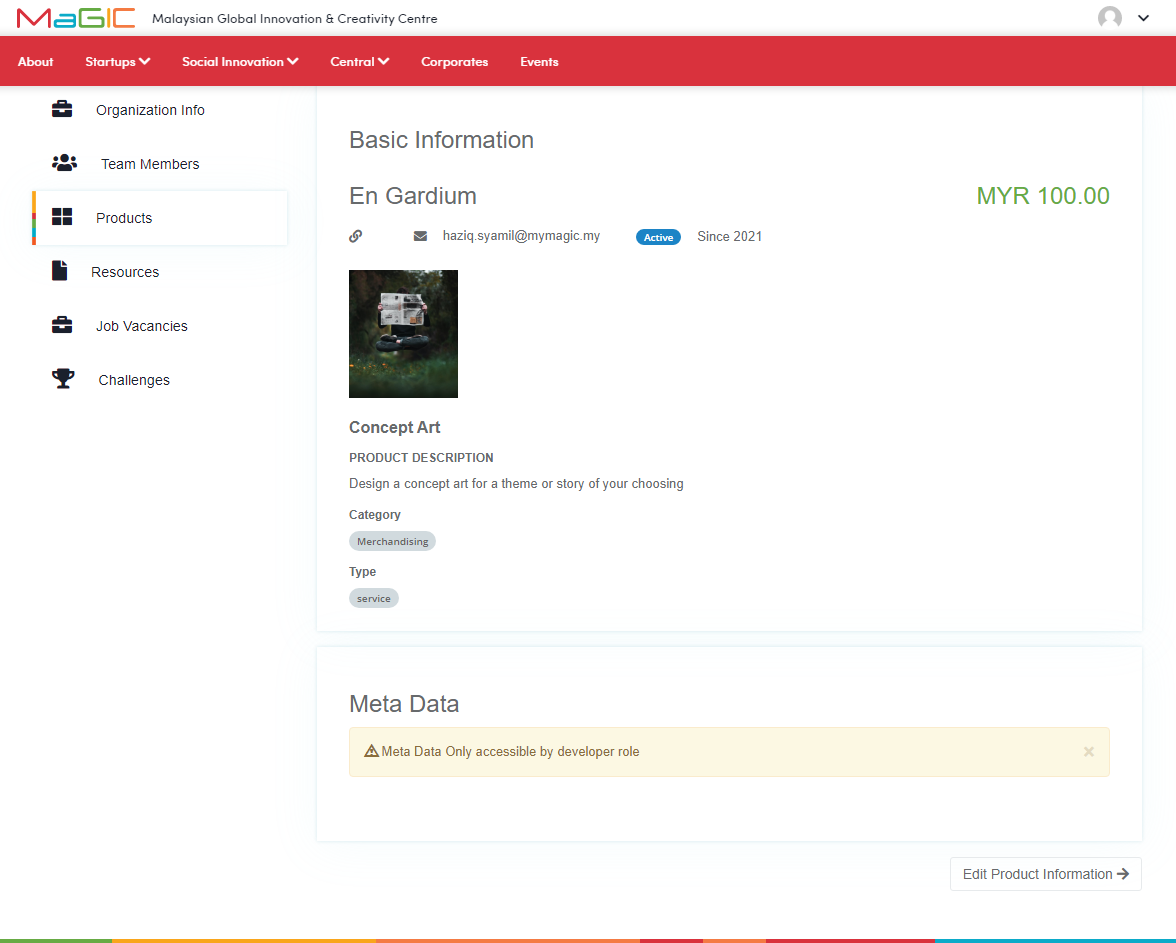 MaGIC Malaysian Global Innovation & Creativity Centre
About Startups Social Innovation Central Corporates Events
Organization Info
Team Members
Products
Resources
Job Vacancies
Challenges
Basic Information
En Gardium MYR 100.00
haziq.syamil@mymagic.my Active Since 2021
Concept Art
PRODUCT DESCRIPTION
Design a concept art for a theme or story of your choosing
Category
Merchandising
Type
service
Meta Data
Meta Data Only accessible by developer role ×
Edit Product Information